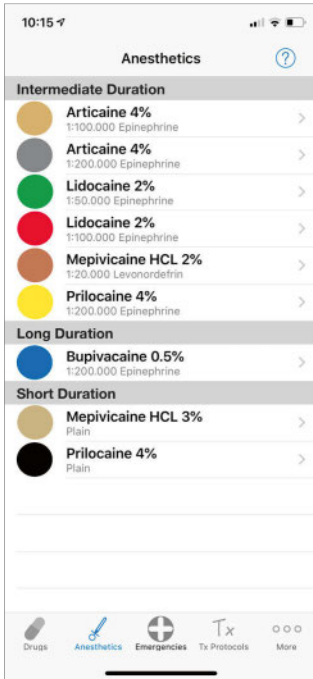 10:15
Anesthetics
?
Intermediate Duration
Articaine 4%
1:100.000 Epinephrine
Articaine 4%
1:200.000 Epinephrine
Lidocaine 2%
1:50.000 Epinephrine
Lidocaine 2%
1:100.000 Epinephrine
Mepivicaine HCL 2%
1:20.000 Levonordefrin
Prilocaine 4%
1:200.000 Epinephrine
Long Duration
Bupivacaine 0.5%
1:200.000 Epinephrine
Short Duration
Mepivicaine HCL 3%
Plain
Prilocaine 4%
Plain
Tx
Drugs Anesthetics Emergencies Tx Protocols More